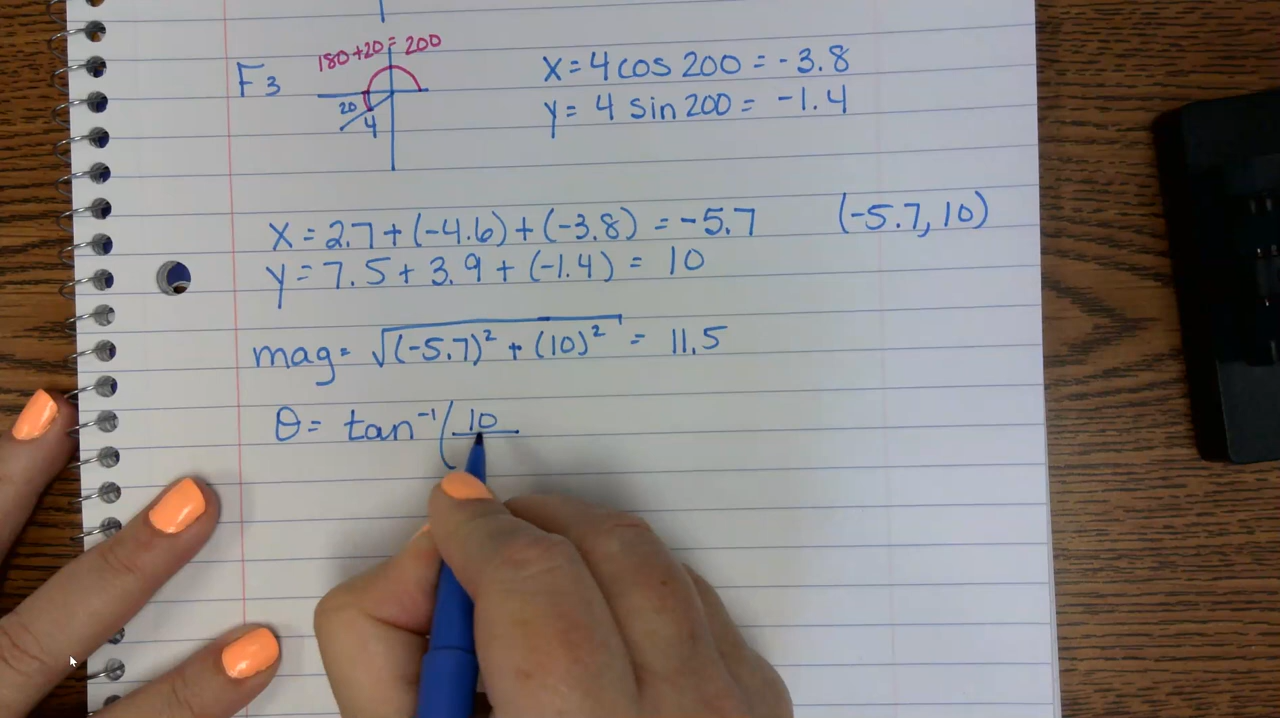 180+20=200
F3
20
4
x=4cos 200 = -3.8
y= 4 sin 200= -1.4
x= 2.7+(-4.6)+(-3.8) = -5.7 (-5.7, 10)
y= 7.5 + 3.9 + (-1.4) = 10
mag= √(-5.7)² + (10)² = 11.5
θ= tan⁻¹(10